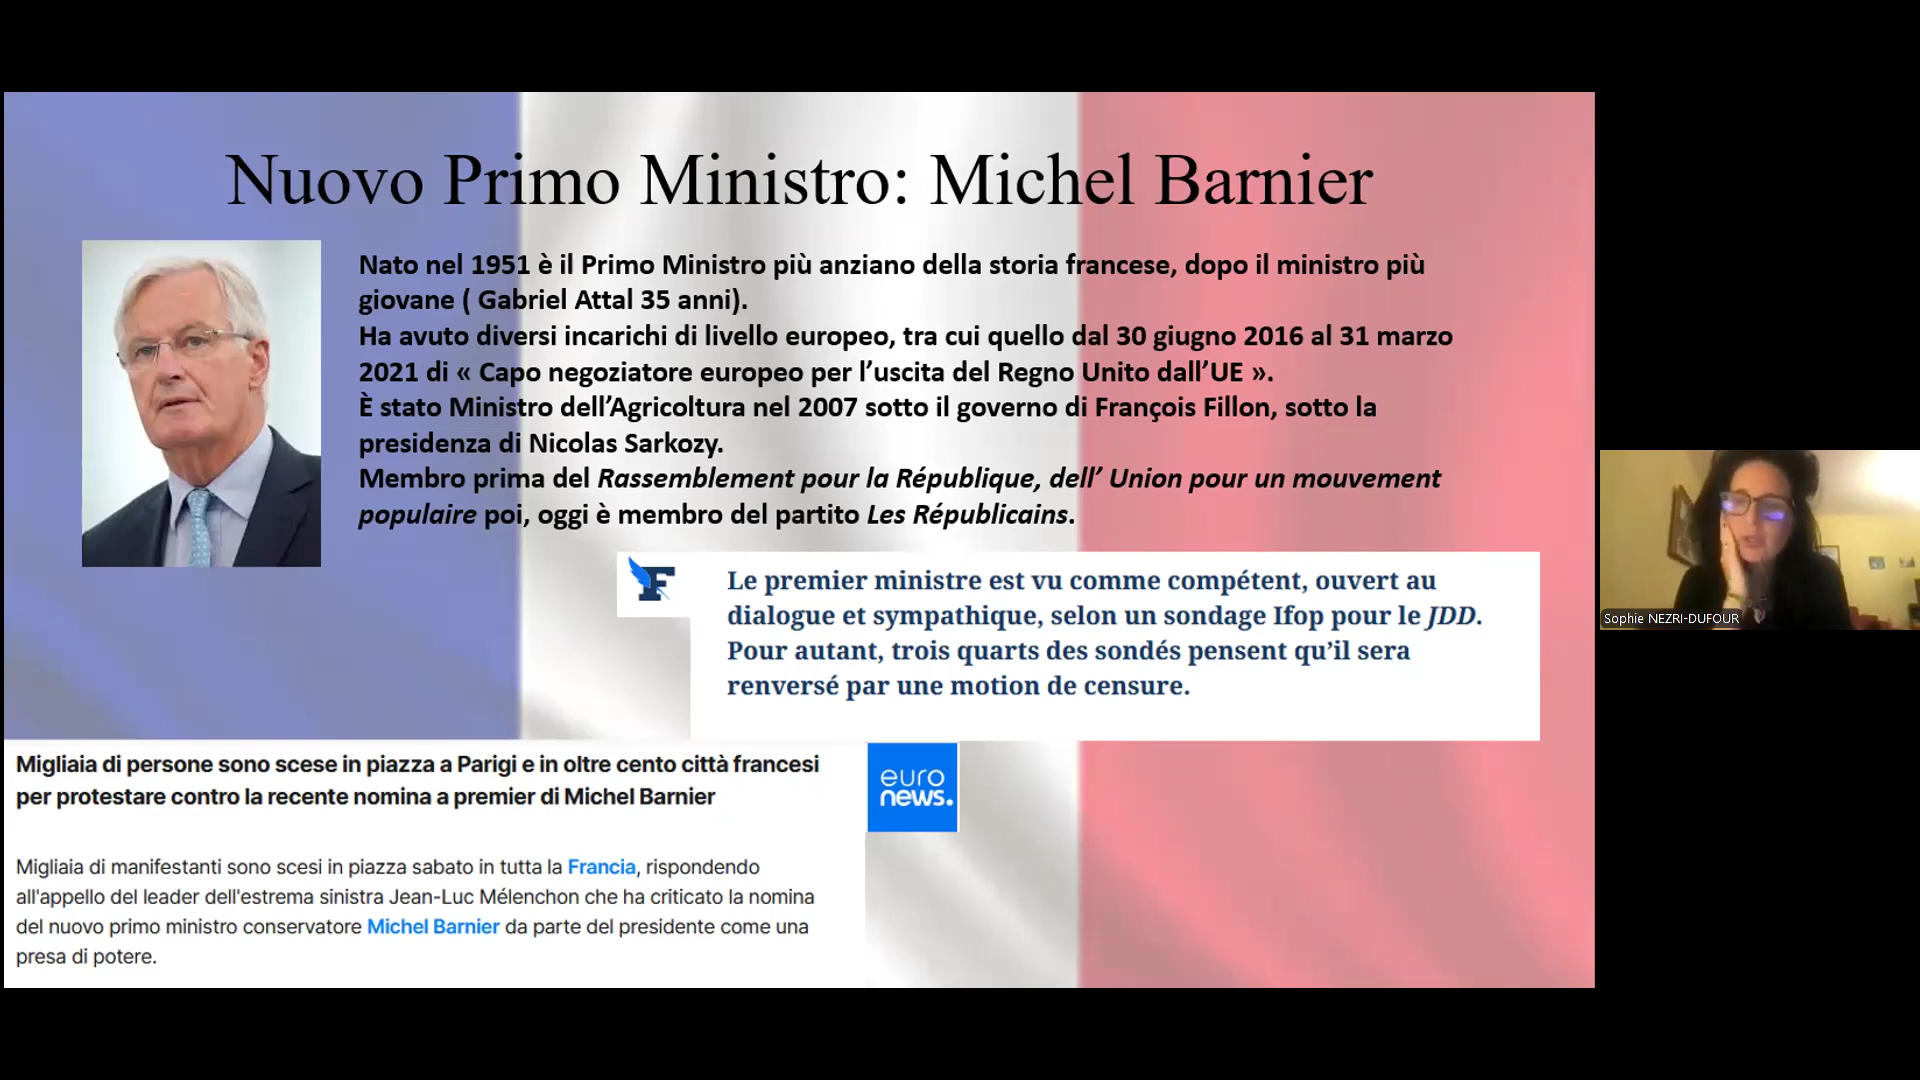 Nuovo Primo Ministro: Michel Barnier
Nato nel 1951 è il Primo Ministro più anziano della storia francese, dopo il ministro più
giovane ( Gabriel Attal 35 anni).
Ha avuto diversi incarichi di livello europeo, tra cui quello dal 30 giugno 2016 al 31 marzo
2021 di « Capo negoziatore europeo per l’uscita del Regno Unito dall’UE ».
È stato Ministro dell’Agricoltura nel 2007 sotto il governo di François Fillon, sotto la
presidenza di Nicolas Sarkozy.
Membro prima del Rassemblement pour la République, dell’ Union pour un mouvement
populaire poi, oggi è membro del partito Les Républicains.
F
Le premier ministre est vu comme compétent, ouvert au
dialogue et sympathique, selon un sondage Ifop pour le JDD.
Pour autant, trois quarts des sondés pensent qu’il sera
renversé par une motion de censure.
Sophie NEZRI-DUFOUR
Migliaia di persone sono scese in piazza a Parigi e in oltre cento città francesi
per protestare contro la recente nomina a premier di Michel Barnier
euro
news.
Migliaia di manifestanti sono scesi in piazza sabato in tutta la Francia, rispondendo
all'appello del leader dell'estrema sinistra Jean-Luc Mélenchon che ha criticato la nomina
del nuovo primo ministro conservatore Michel Barnier da parte del presidente come una
presa di potere.